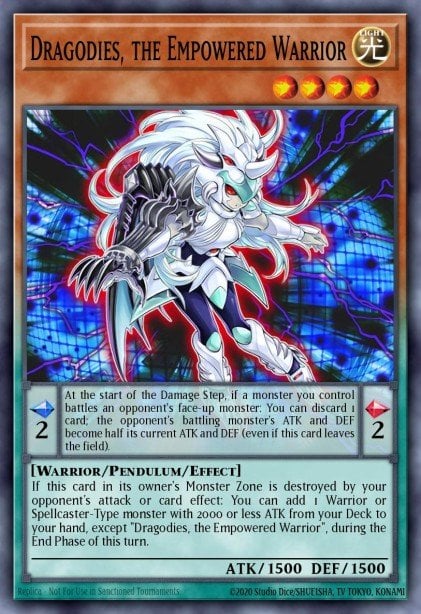 DRAGODIES, THE EMPOWERED WARRIOR
LIGHT
光
At the start of the Damage Step, if a monster you control
battles an opponent's face-up monster: You can discard 1
card; the opponent's battling monster's ATK and DEF
become half its current ATK and DEF (even if this card leaves
the field).
2
2
[WARRIOR/PENDULUM/EFFECT]
If this card in its owner's Monster Zone is destroyed by your
opponent's attack or card effect: You can add 1 Warrior or
Spellcaster-Type monster with 2000 or less ATK from your Deck to
your hand, except "Dragodies, the Empowered Warrior", during the
End Phase of this turn.
ATK/1500 DEF/1500
Replica - Not For Use in Sanctioned Tournaments
©2020 Studio Dice/SHUEISHA, TV TOKYO, KONAMI